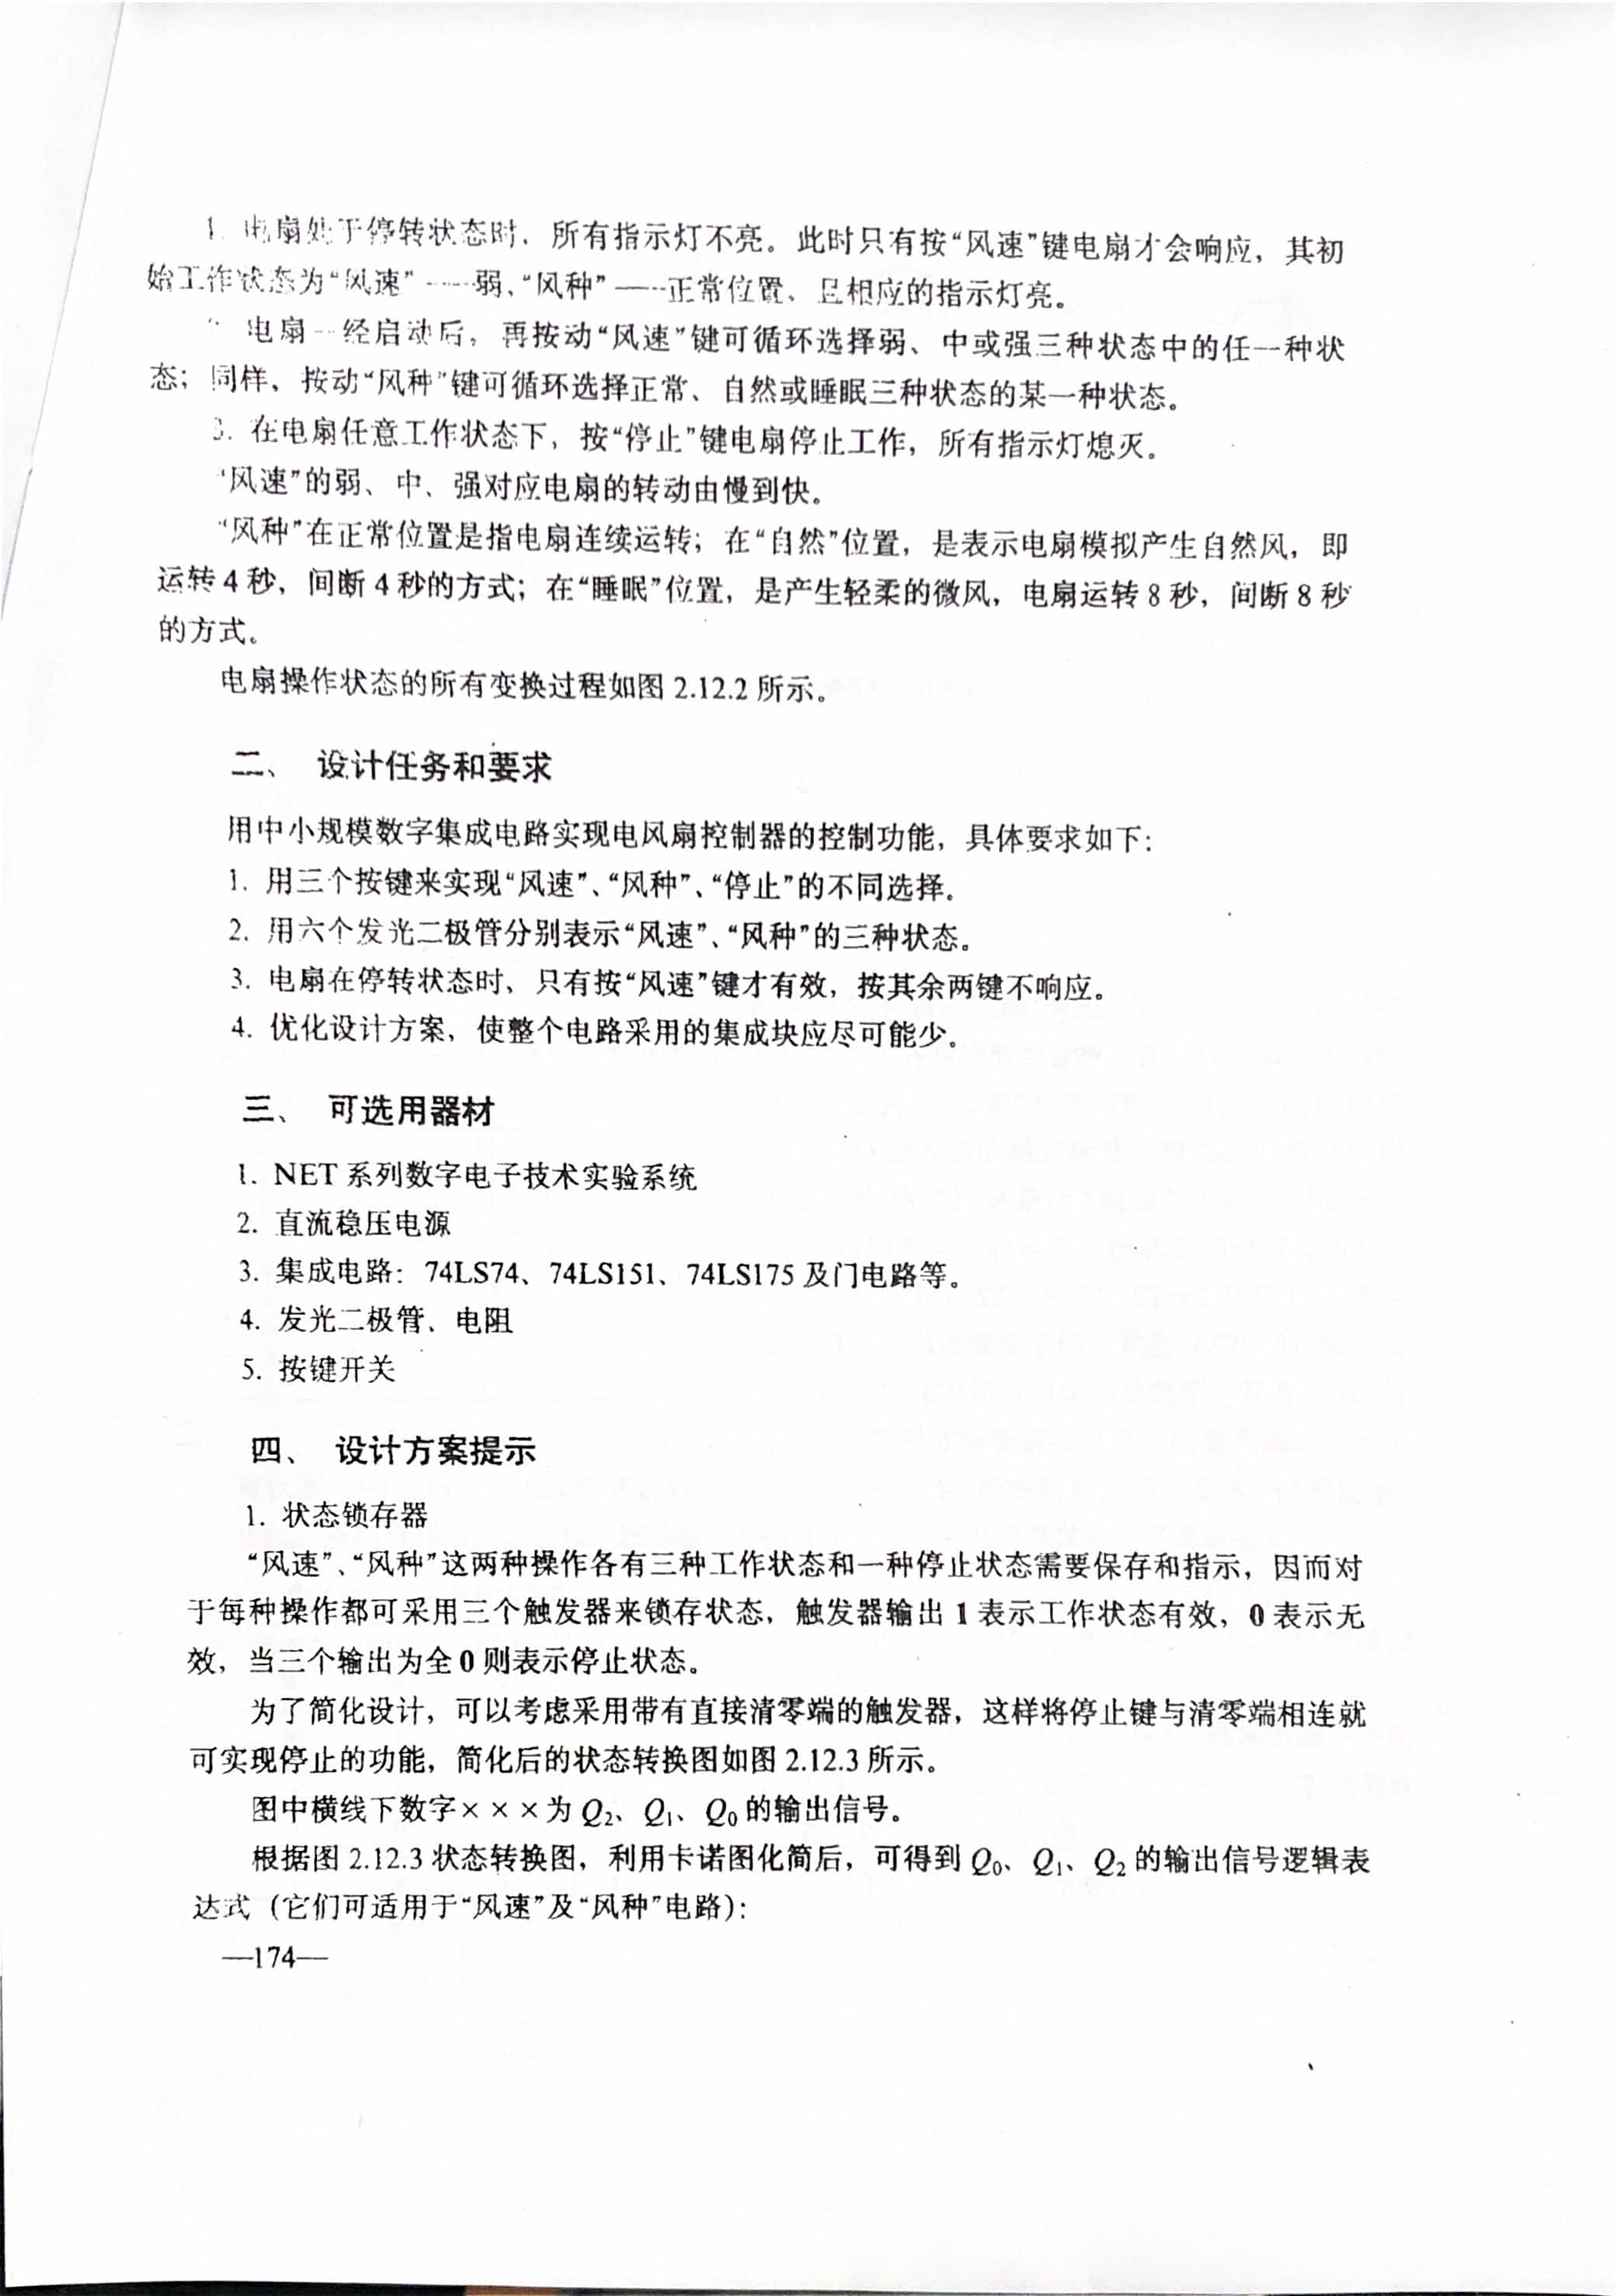 1. 电扇处于停转状态时，所有指示灯不亮。此时只有按“风速”键电扇才会响应，其初
始工作状态为“风速”——弱、“风种”——正常位置、且相应的指示灯亮。
电扇一经启动后，再按动“风速”键可循环选择弱、中或强三种状态中的任一种状
态；同样，按动“风种”键可循环选择正常、自然或睡眠三种状态的某一种状态。
3. 在电扇任意工作状态下，按“停止”键电扇停止工作，所有指示灯熄灭。
“风速”的弱、中、强对应电扇的转动由慢到快。
“风种”在正常位置是指电扇连续运转；在“自然”位置，是表示电扇模拟产生自然风，即
运转 4 秒，间断 4 秒的方式；在“睡眠”位置，是产生轻柔的微风，电扇运转 8 秒，间断 8 秒
的方式。
电扇操作状态的所有变换过程如图 2.12.2 所示。
二、 设计任务和要求
用中小规模数字集成电路实现电风扇控制器的控制功能，具体要求如下：
1. 用三个按键来实现“风速”、“风种”、“停止”的不同选择。
2. 用六个发光二极管分别表示“风速”、“风种”的三种状态。
3. 电扇在停转状态时，只有按“风速”键才有效，按其余两键不响应。
4. 优化设计方案，使整个电路采用的集成块应尽可能少。
三、 可选用器材
1. NET 系列数字电子技术实验系统
2. 直流稳压电源
3. 集成电路：74LS74、74LS151、74LS175 及门电路等。
4. 发光二极管、电阻
5. 按键开关
四、 设计方案提示
1. 状态锁存器
“风速”、“风种”这两种操作各有三种工作状态和一种停止状态需要保存和指示，因而对
于每种操作都可采用三个触发器来锁存状态，触发器输出 1 表示工作状态有效，0 表示无
效，当三个输出为全 0 则表示停止状态。
为了简化设计，可以考虑采用带有直接清零端的触发器，这样将停止键与清零端相连就
可实现停止的功能，简化后的状态转换图如图 2.12.3 所示。
图中横线下数字×××为 Q₂、Q₁、Q₀ 的输出信号。
根据图 2.12.3 状态转换图，利用卡诺图化简后，可得到 Q₀、Q₁、Q₂ 的输出信号逻辑表
达式（它们可适用于“风速”及“风种”电路）：
—174—